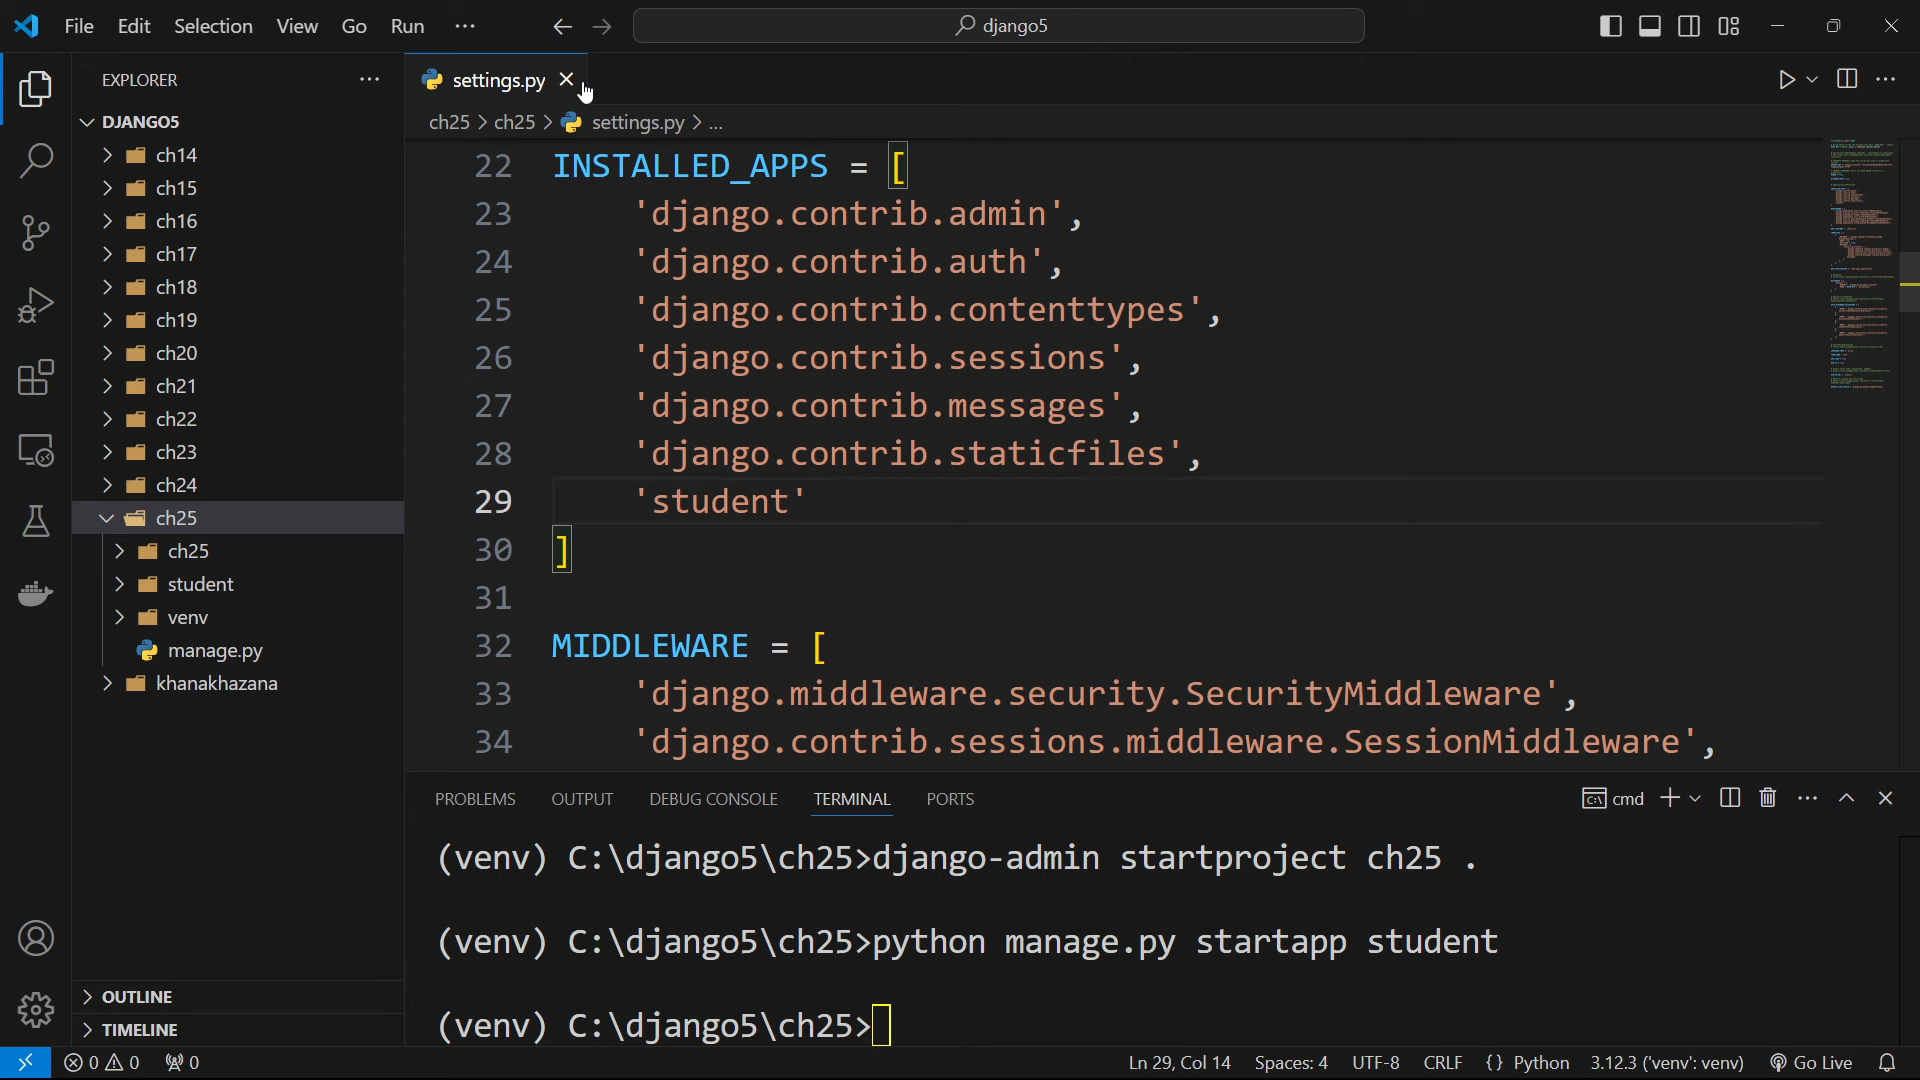 File Edit Selection View Go Run ··· django5
EXPLORER ···
DJANGO5
ch14
ch15
ch16
ch17
ch18
ch19
ch20
ch21
ch22
ch23
ch24
ch25
ch25
student
venv
manage.py
khanakhazana
OUTLINE
TIMELINE
settings.py
ch25 > ch25 > settings.py > ...
22 INSTALLED_APPS = [
23 'django.contrib.admin',
24 'django.contrib.auth',
25 'django.contrib.contenttypes',
26 'django.contrib.sessions',
27 'django.contrib.messages',
28 'django.contrib.staticfiles',
29 'student'
30 ]
31
32 MIDDLEWARE = [
33 'django.middleware.security.SecurityMiddleware',
34 'django.contrib.sessions.middleware.SessionMiddleware',
PROBLEMS OUTPUT DEBUG CONSOLE TERMINAL PORTS cmd
(venv) C:\django5\ch25>django-admin startproject ch25 .
(venv) C:\django5\ch25>python manage.py startapp student
(venv) C:\django5\ch25>
0 0 0 Ln 29, Col 14 Spaces: 4 UTF-8 CRLF {} Python 3.12.3 ('venv': venv) Go Live